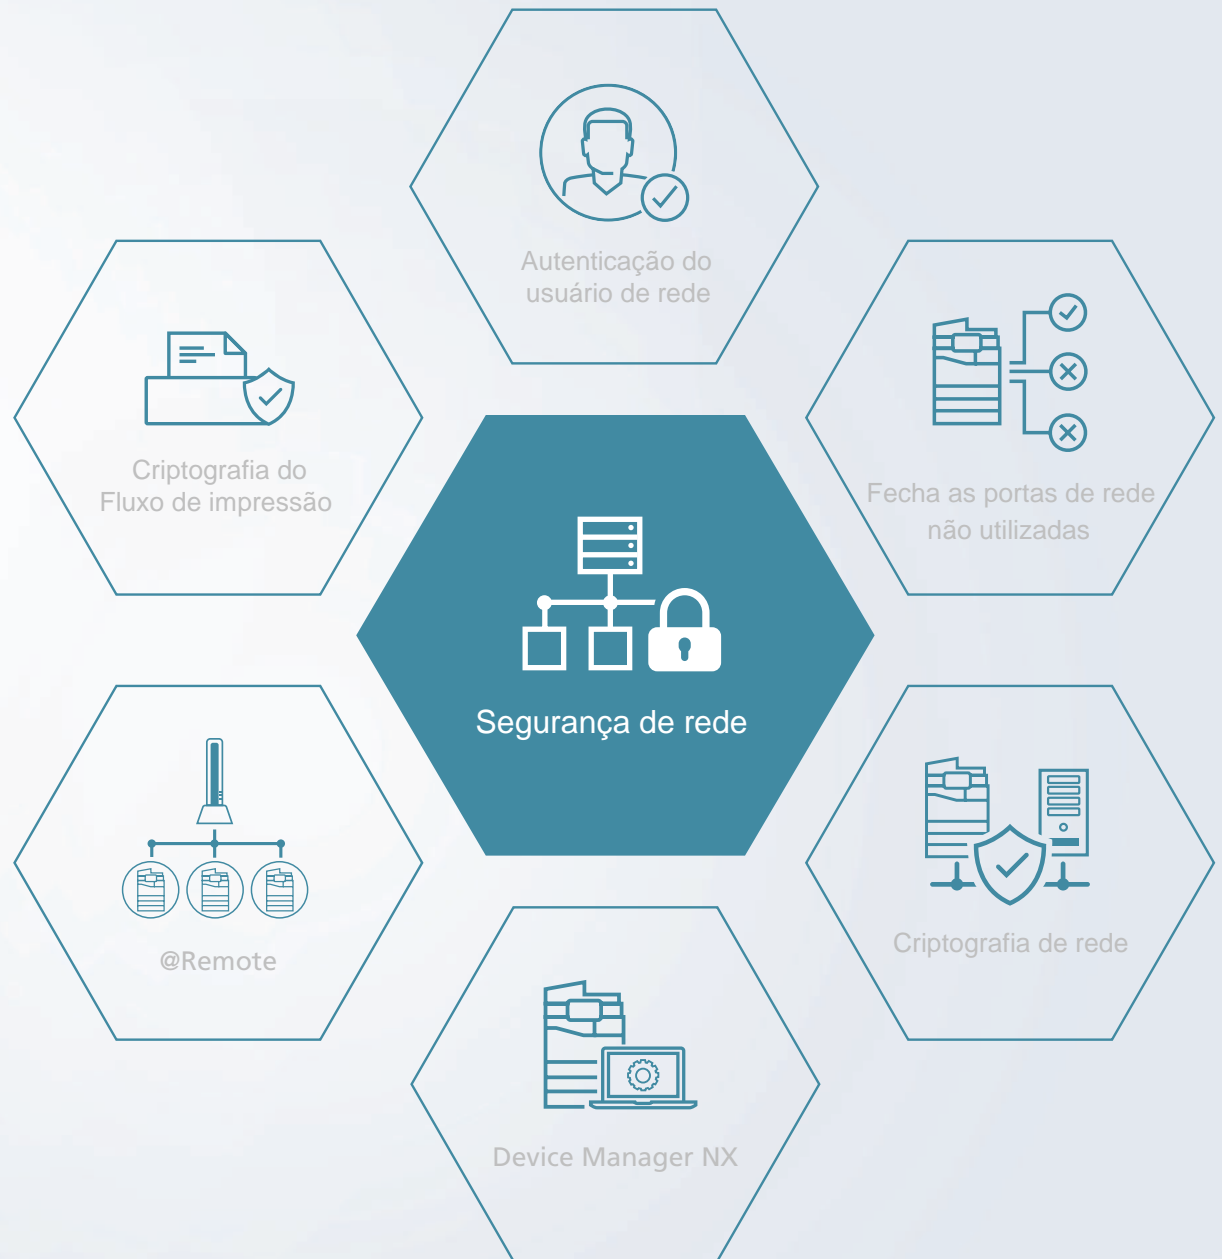 Autenticação do
usuário de rede
Criptografia do
Fluxo de impressão
Fecha as portas de rede
não utilizadas
Segurança de rede
@Remote
Criptografia de rede
Device Manager NX